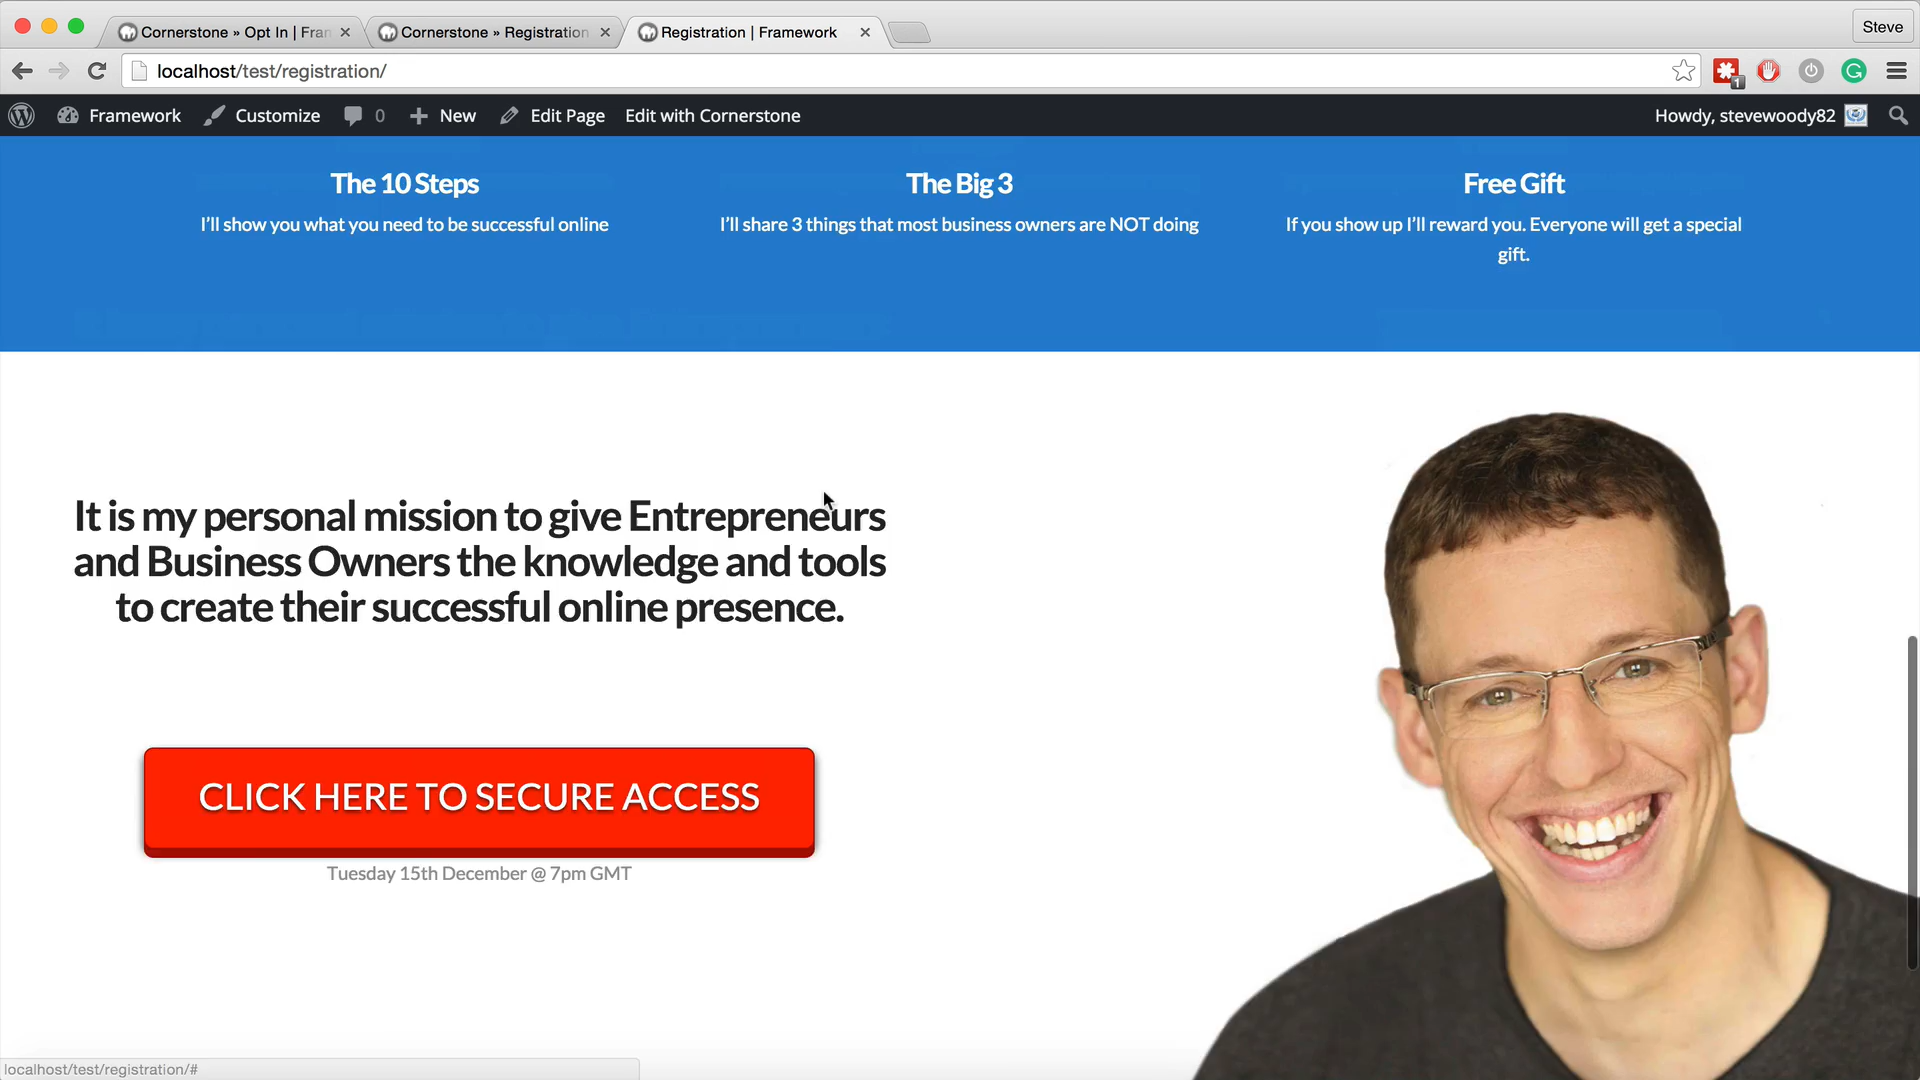 Cornerstone » Opt In | Fran
Cornerstone » Registration
Registration | Framework
Steve
localhost/test/registration/
1
Framework
Customize
0
New
Edit Page
Edit with Cornerstone
Howdy, stevewoody82
The 10 Steps
I'll show you what you need to be successful online
The Big 3
I'll share 3 things that most business owners are NOT doing
Free Gift
If you show up I'll reward you. Everyone will get a special
gift.
It is my personal mission to give Entrepreneurs
and Business Owners the knowledge and tools
to create their successful online presence.
CLICK HERE TO SECURE ACCESS
Tuesday 15th December @ 7pm GMT
localhost/test/registration/#